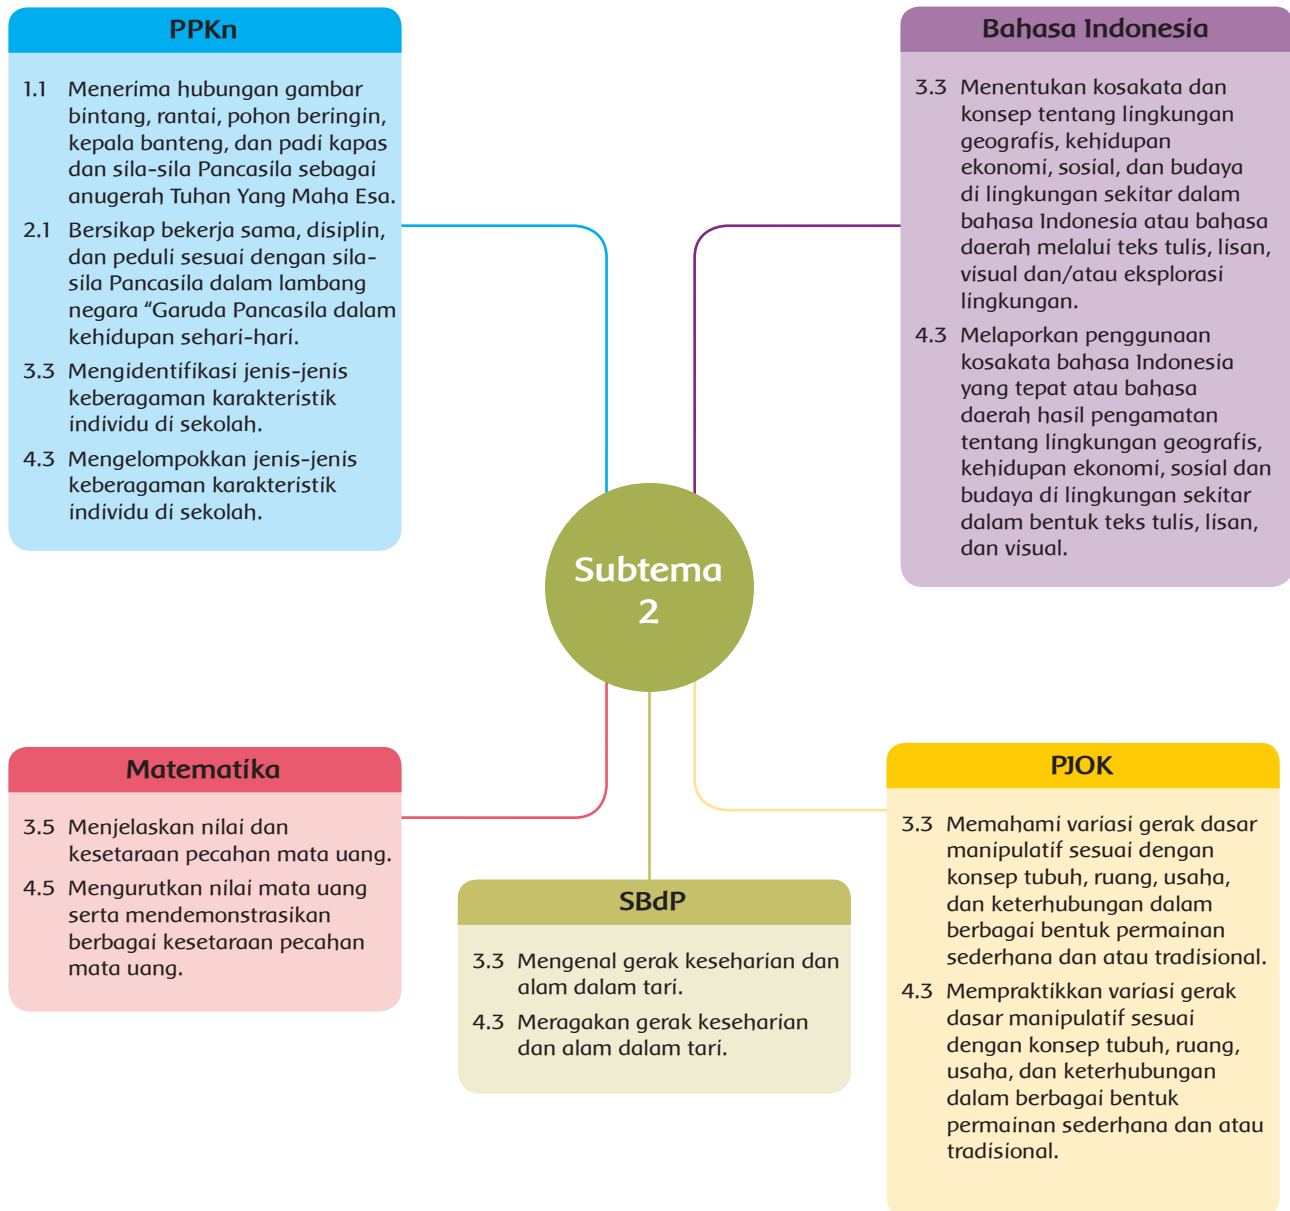 PPKn
1.1 Menerima hubungan gambar
bintang, rantai, pohon beringin,
kepala banteng, dan padi kapas
dan sila-sila Pancasila sebagai
anugerah Tuhan Yang Maha Esa.
2.1 Bersikap bekerja sama, disiplin,
dan peduli sesuai dengan sila-
sila Pancasila dalam lambang
negara “Garuda Pancasila dalam
kehidupan sehari-hari.
3.3 Mengidentifikasi jenis-jenis
keberagaman karakteristik
individu di sekolah.
4.3 Mengelompokkan jenis-jenis
keberagaman karakteristik
individu di sekolah.
Bahasa Indonesia
3.3 Menentukan kosakata dan
konsep tentang lingkungan
geografis, kehidupan
ekonomi, sosial, dan budaya
di lingkungan sekitar dalam
bahasa Indonesia atau bahasa
daerah melalui teks tulis, lisan,
visual dan/atau eksplorasi
lingkungan.
4.3 Melaporkan penggunaan
kosakata bahasa Indonesia
yang tepat atau bahasa
daerah hasil pengamatan
tentang lingkungan geografis,
kehidupan ekonomi, sosial dan
budaya di lingkungan sekitar
dalam bentuk teks tulis, lisan,
dan visual.
Subtema
2
Matematika
3.5 Menjelaskan nilai dan
kesetaraan pecahan mata uang.
4.5 Mengurutkan nilai mata uang
serta mendemonstrasikan
berbagai kesetaraan pecahan
mata uang.
SBdP
3.3 Mengenal gerak keseharian dan
alam dalam tari.
4.3 Meragakan gerak keseharian
dan alam dalam tari.
PJOK
3.3 Memahami variasi gerak dasar
manipulatif sesuai dengan
konsep tubuh, ruang, usaha,
dan keterhubungan dalam
berbagai bentuk permainan
sederhana dan atau tradisional.
4.3 Mempraktikkan variasi gerak
dasar manipulatif sesuai
dengan konsep tubuh, ruang,
usaha, dan keterhubungan
dalam berbagai bentuk
permainan sederhana dan atau
tradisional.